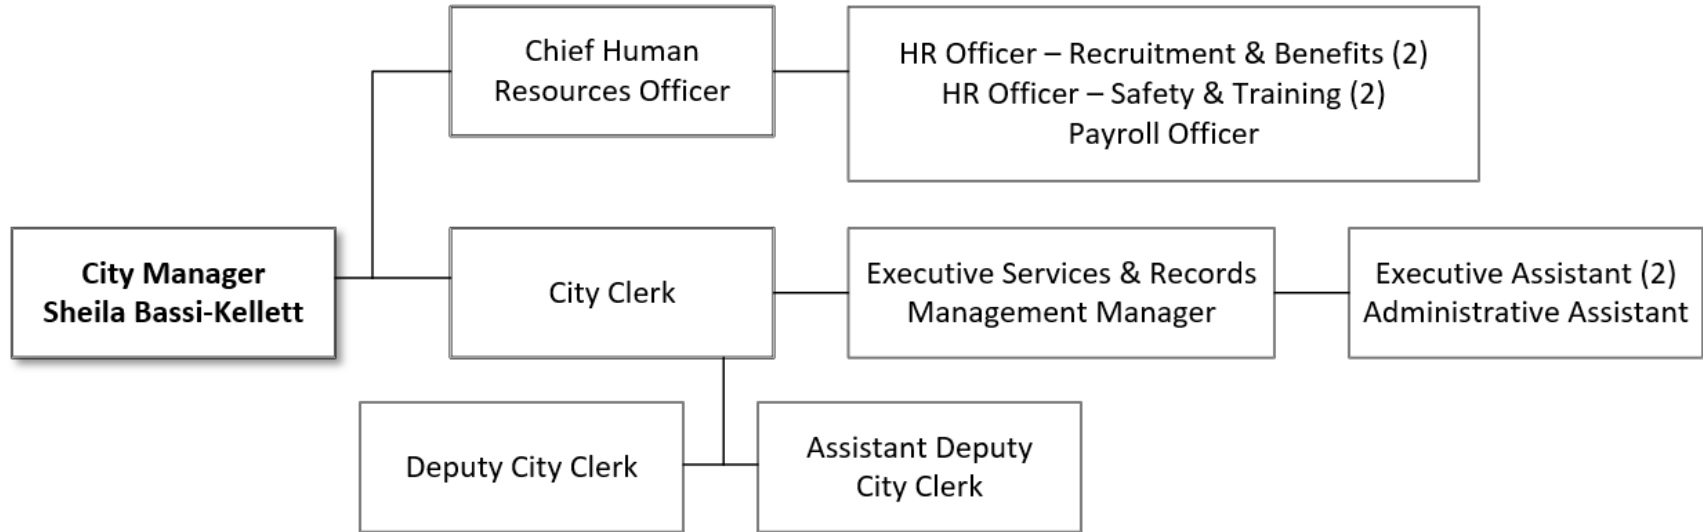 Chief Human
Resources Officer
HR Officer – Recruitment & Benefits (2)
HR Officer – Safety & Training (2)
Payroll Officer
City Manager
Sheila Bassi-Kellett
City Clerk
Executive Services & Records
Management Manager
Executive Assistant (2)
Administrative Assistant
Deputy City Clerk
Assistant Deputy
City Clerk